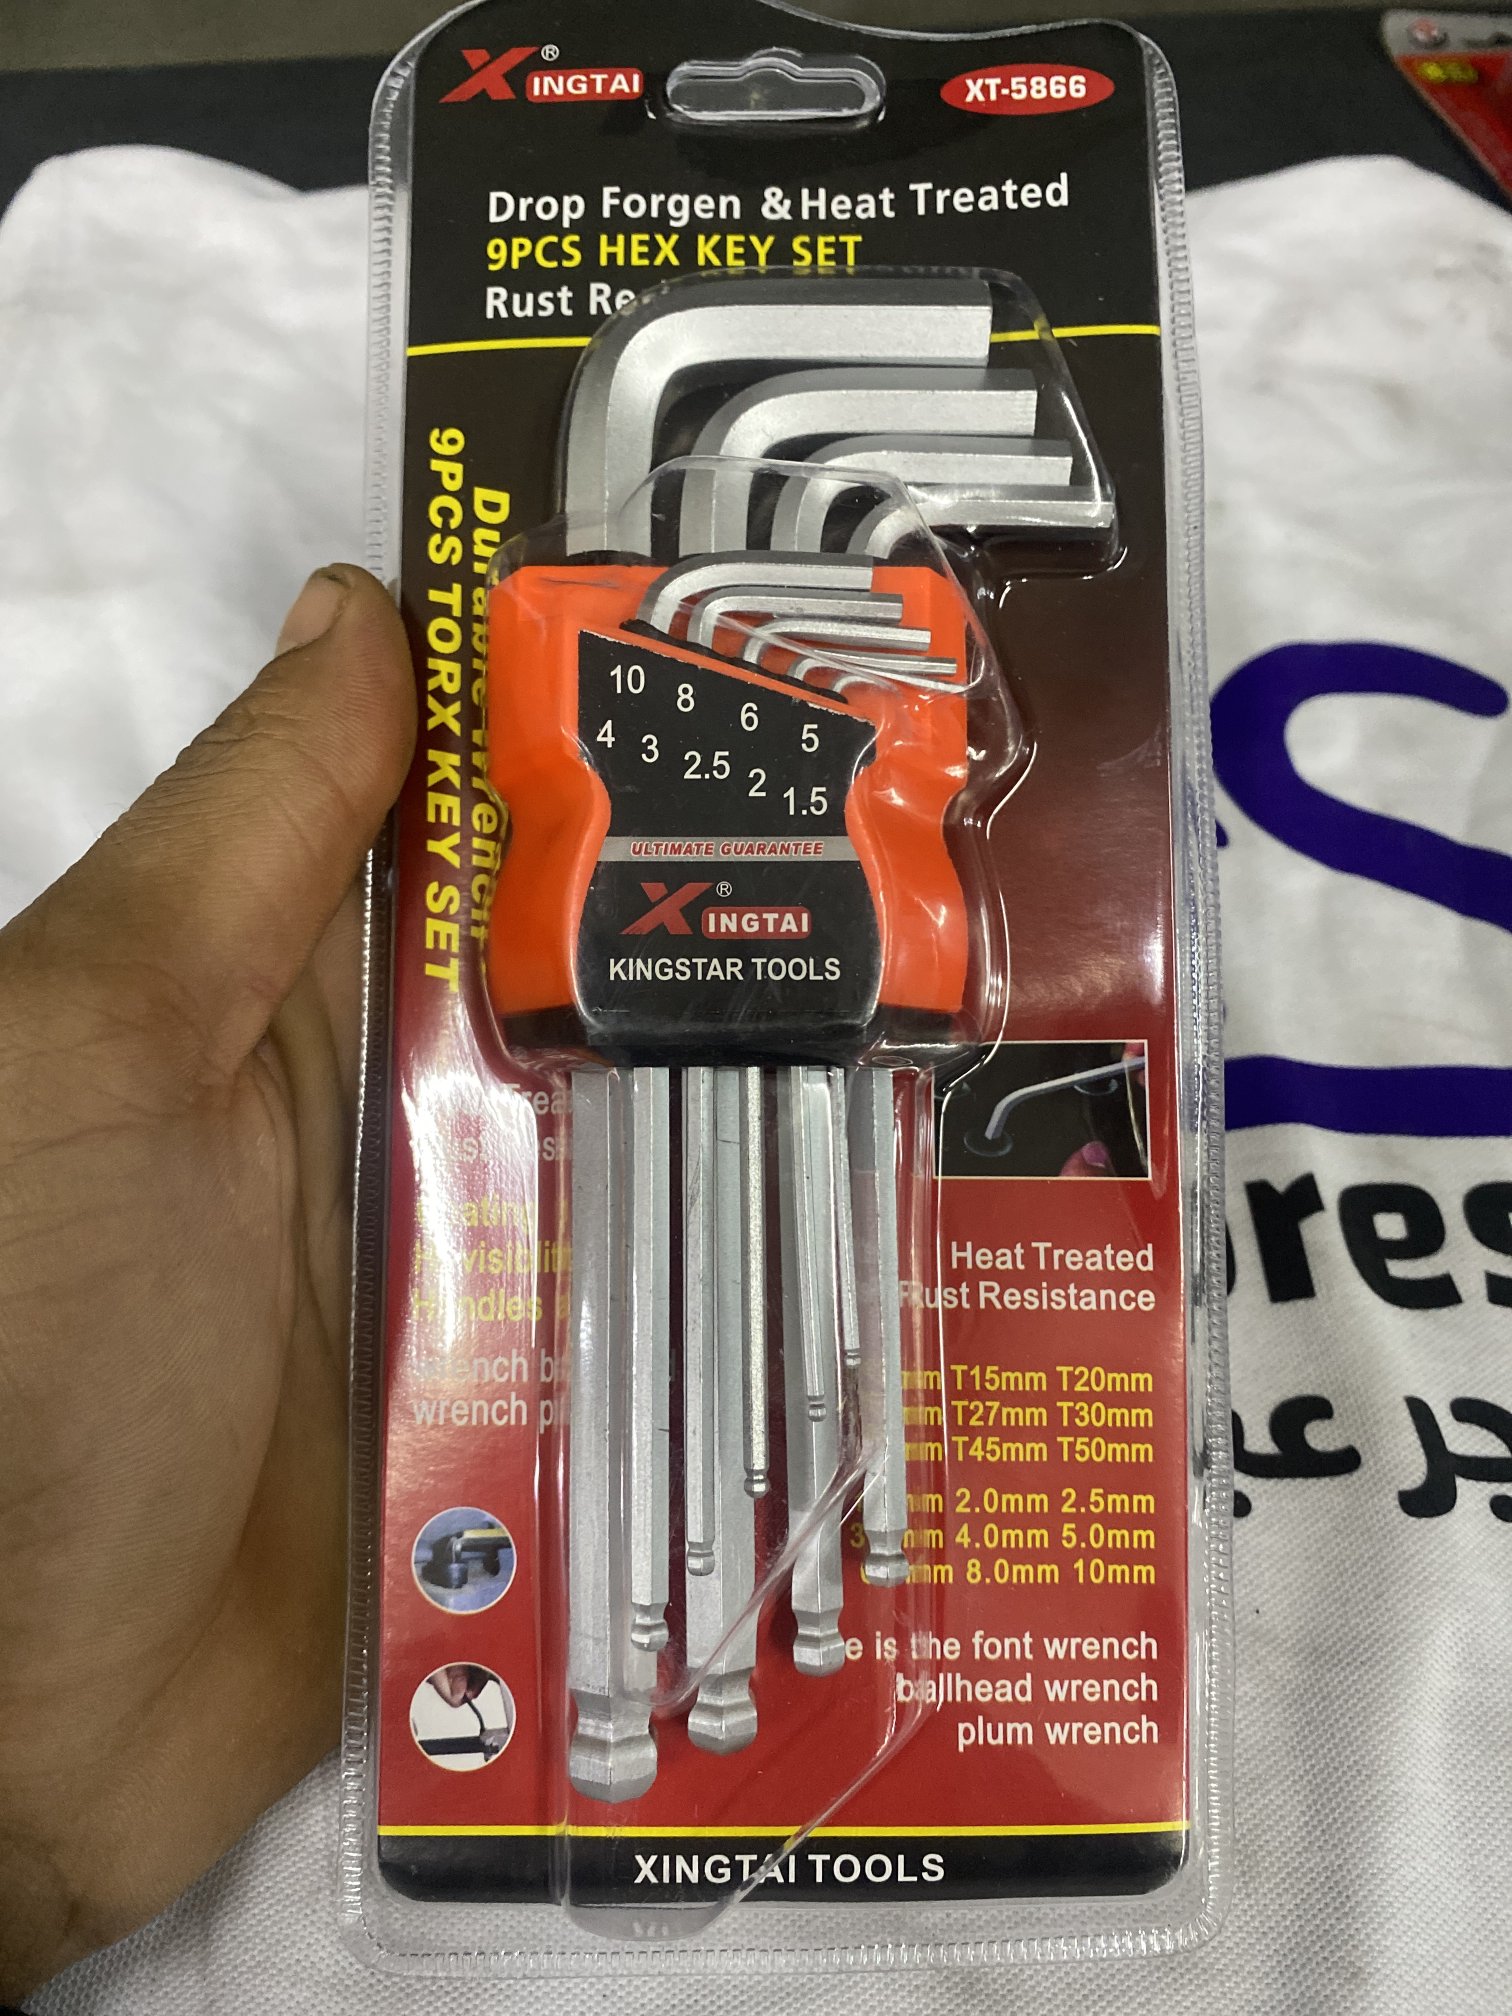 XINGTAI®
XT-5866
Drop Forgen & Heat Treated
9PCS HEX KEY SET
Rust
Durable Wrench
9PCS TORX KEY SET
10 8 6 5
4 3 2.5 2 1.5
ULTIMATE GUARANTEE
XINGTAI®
KINGSTAR TOOLS
Heat Treated
Rust Resistance
T15mm T20mm
T27mm T30mm
T45mm T50mm
2.0mm 2.5mm
4.0mm 5.0mm
8.0mm 10mm
wrench
wrench
is the font wrench
ballhead wrench
plum wrench
XINGTAI TOOLS